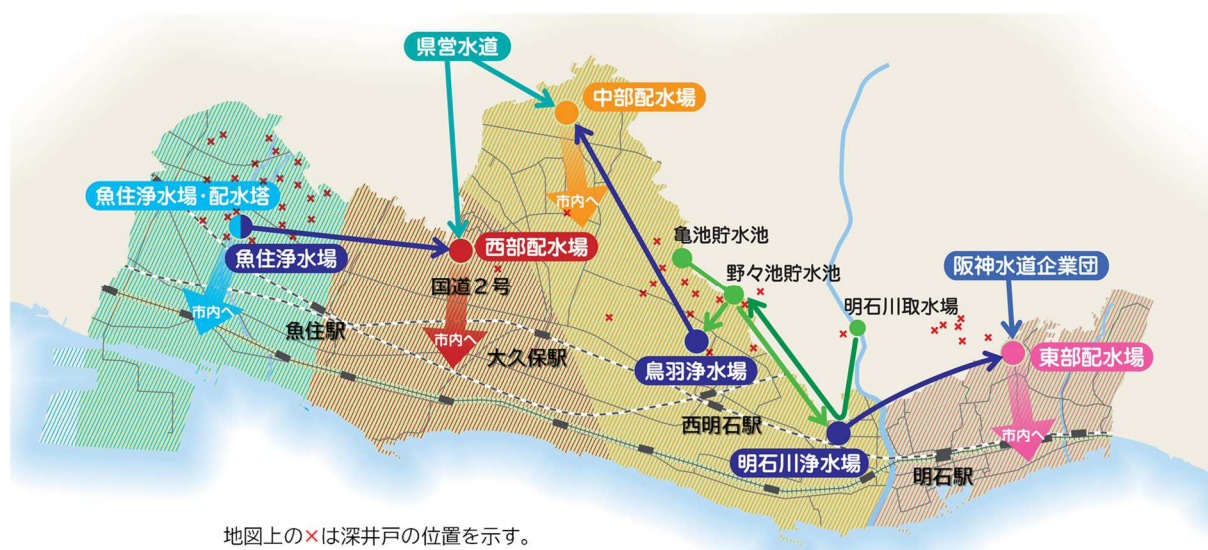 県営水道
中部配水場
魚住浄水場・配水塔
市内へ
亀池貯水池
西部配水場
魚住浄水場
野々池貯水池
阪神水道企業団
国道2号
明石川取水場
市内へ
魚住駅
市内へ
大久保駅
鳥羽浄水場
東部配水場
西明石駅
市内へ
明石川浄水場
明石駅
地図上の×は深井戸の位置を示す。